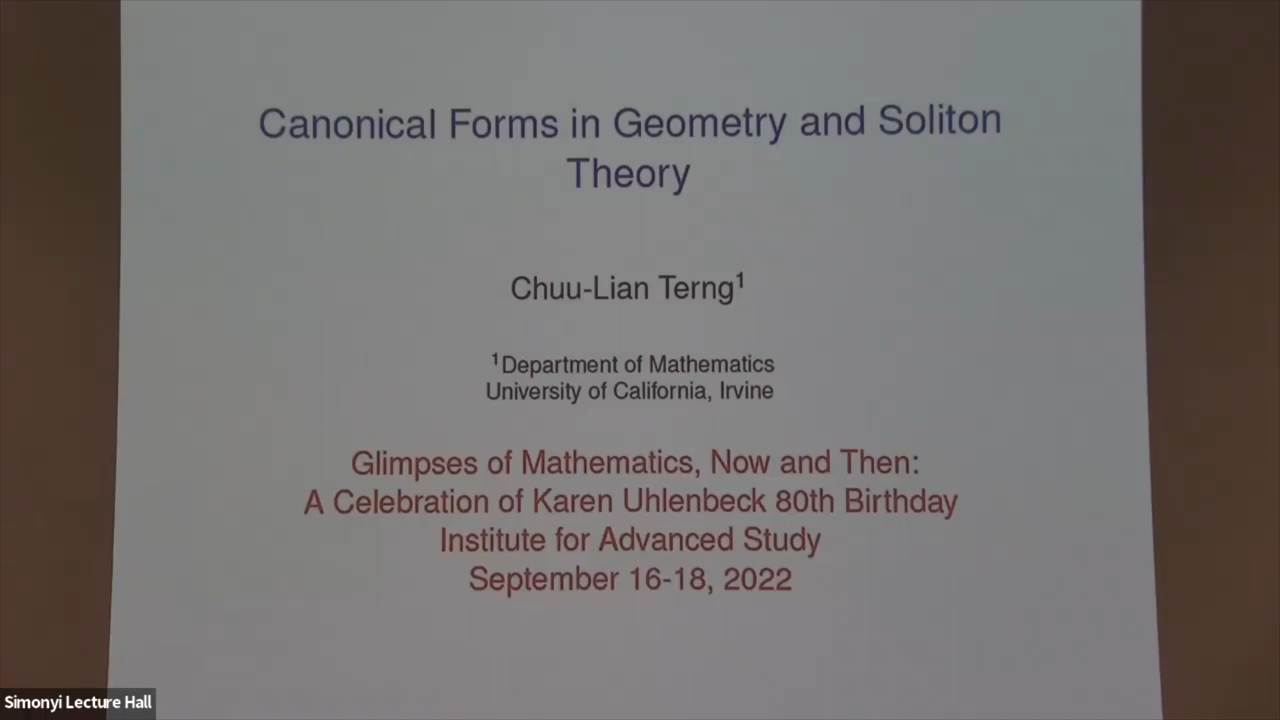 Canonical Forms in Geometry and Soliton
Theory
Chuu-Lian Terng¹
¹Department of Mathematics
University of California, Irvine
Glimpses of Mathematics, Now and Then:
A Celebration of Karen Uhlenbeck 80th Birthday
Institute for Advanced Study
September 16-18, 2022
Simonyi Lecture Hall